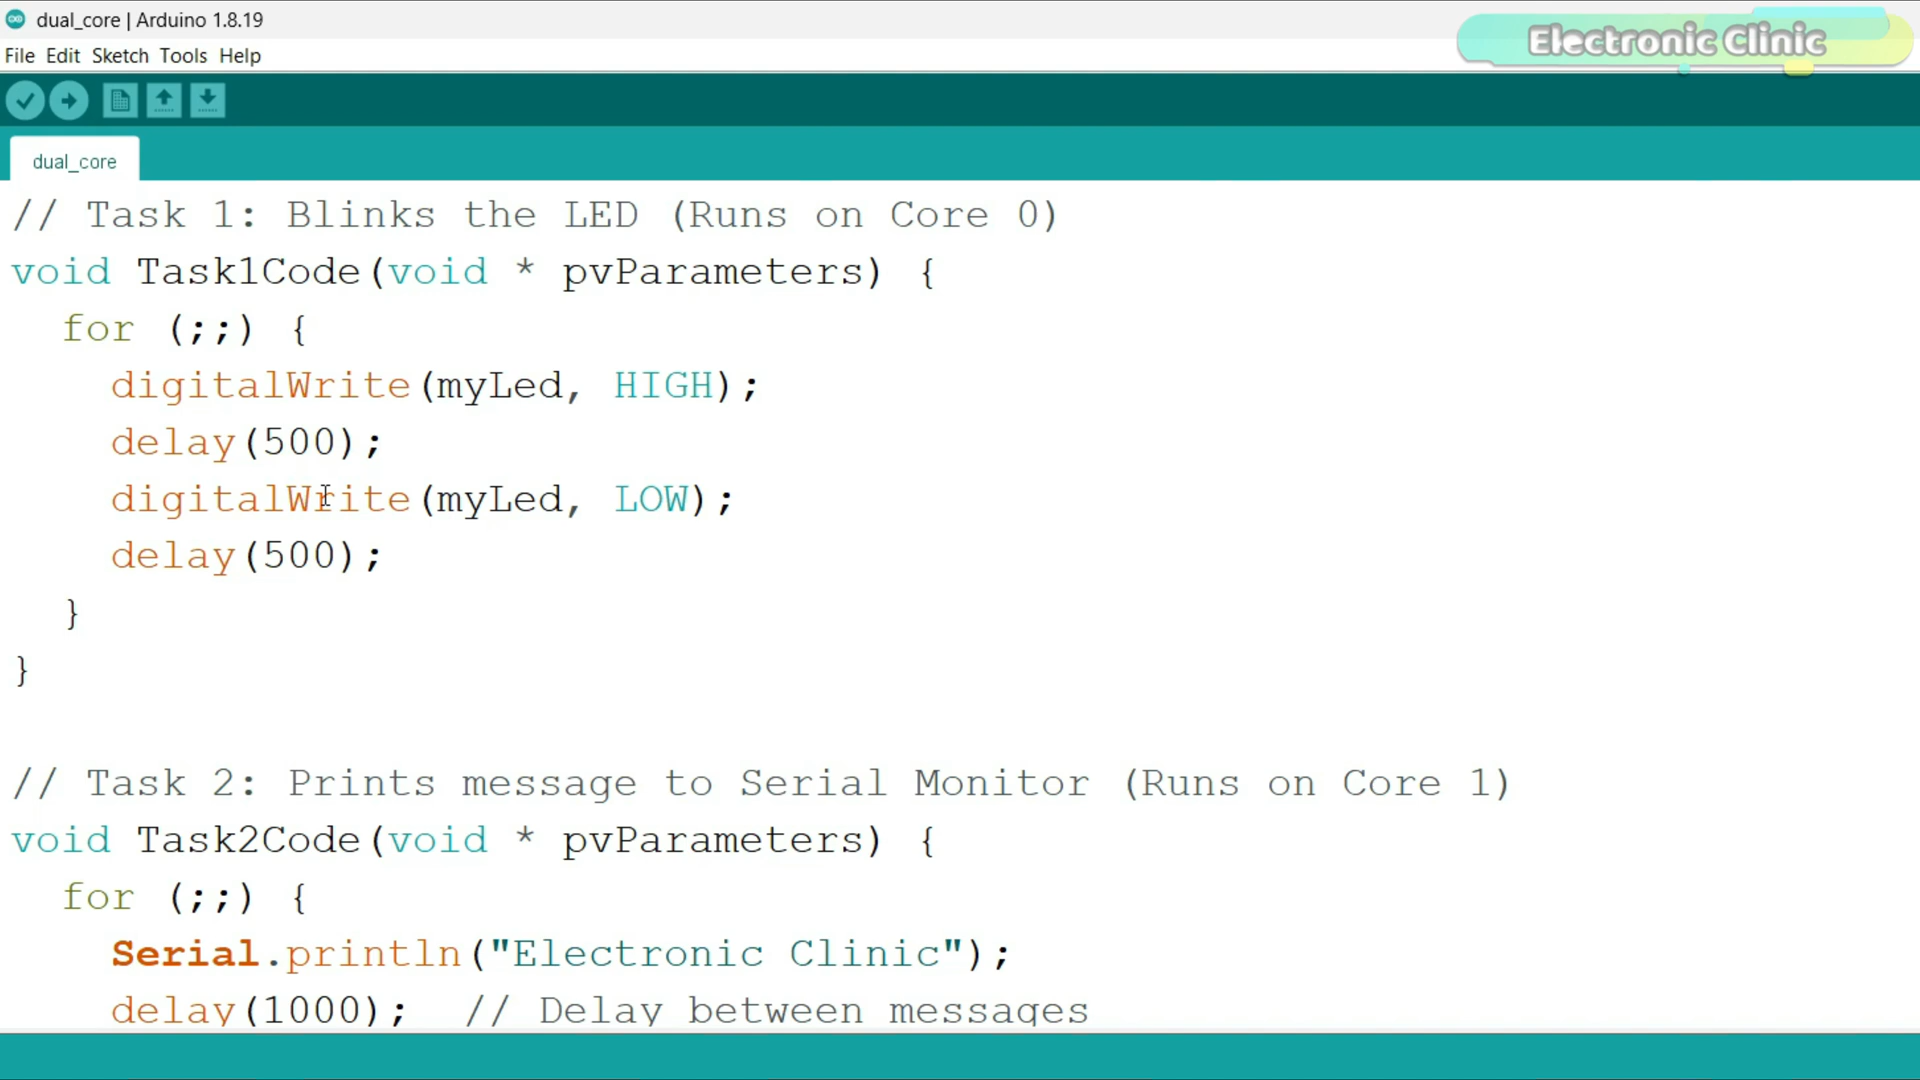 dual_core | Arduino 1.8.19
Electronic Clinic
File Edit Sketch Tools Help
dual_core
// Task 1: Blinks the LED (Runs on Core 0)
void Task1Code(void * pvParameters) {
  for (;;) {
    digitalWrite(myLed, HIGH);
    delay(500);
    digitalWrite(myLed, LOW);
    delay(500);
  }
}
// Task 2: Prints message to Serial Monitor (Runs on Core 1)
void Task2Code(void * pvParameters) {
  for (;;) {
    Serial.println("Electronic Clinic");
    delay(1000);  // Delay between messages